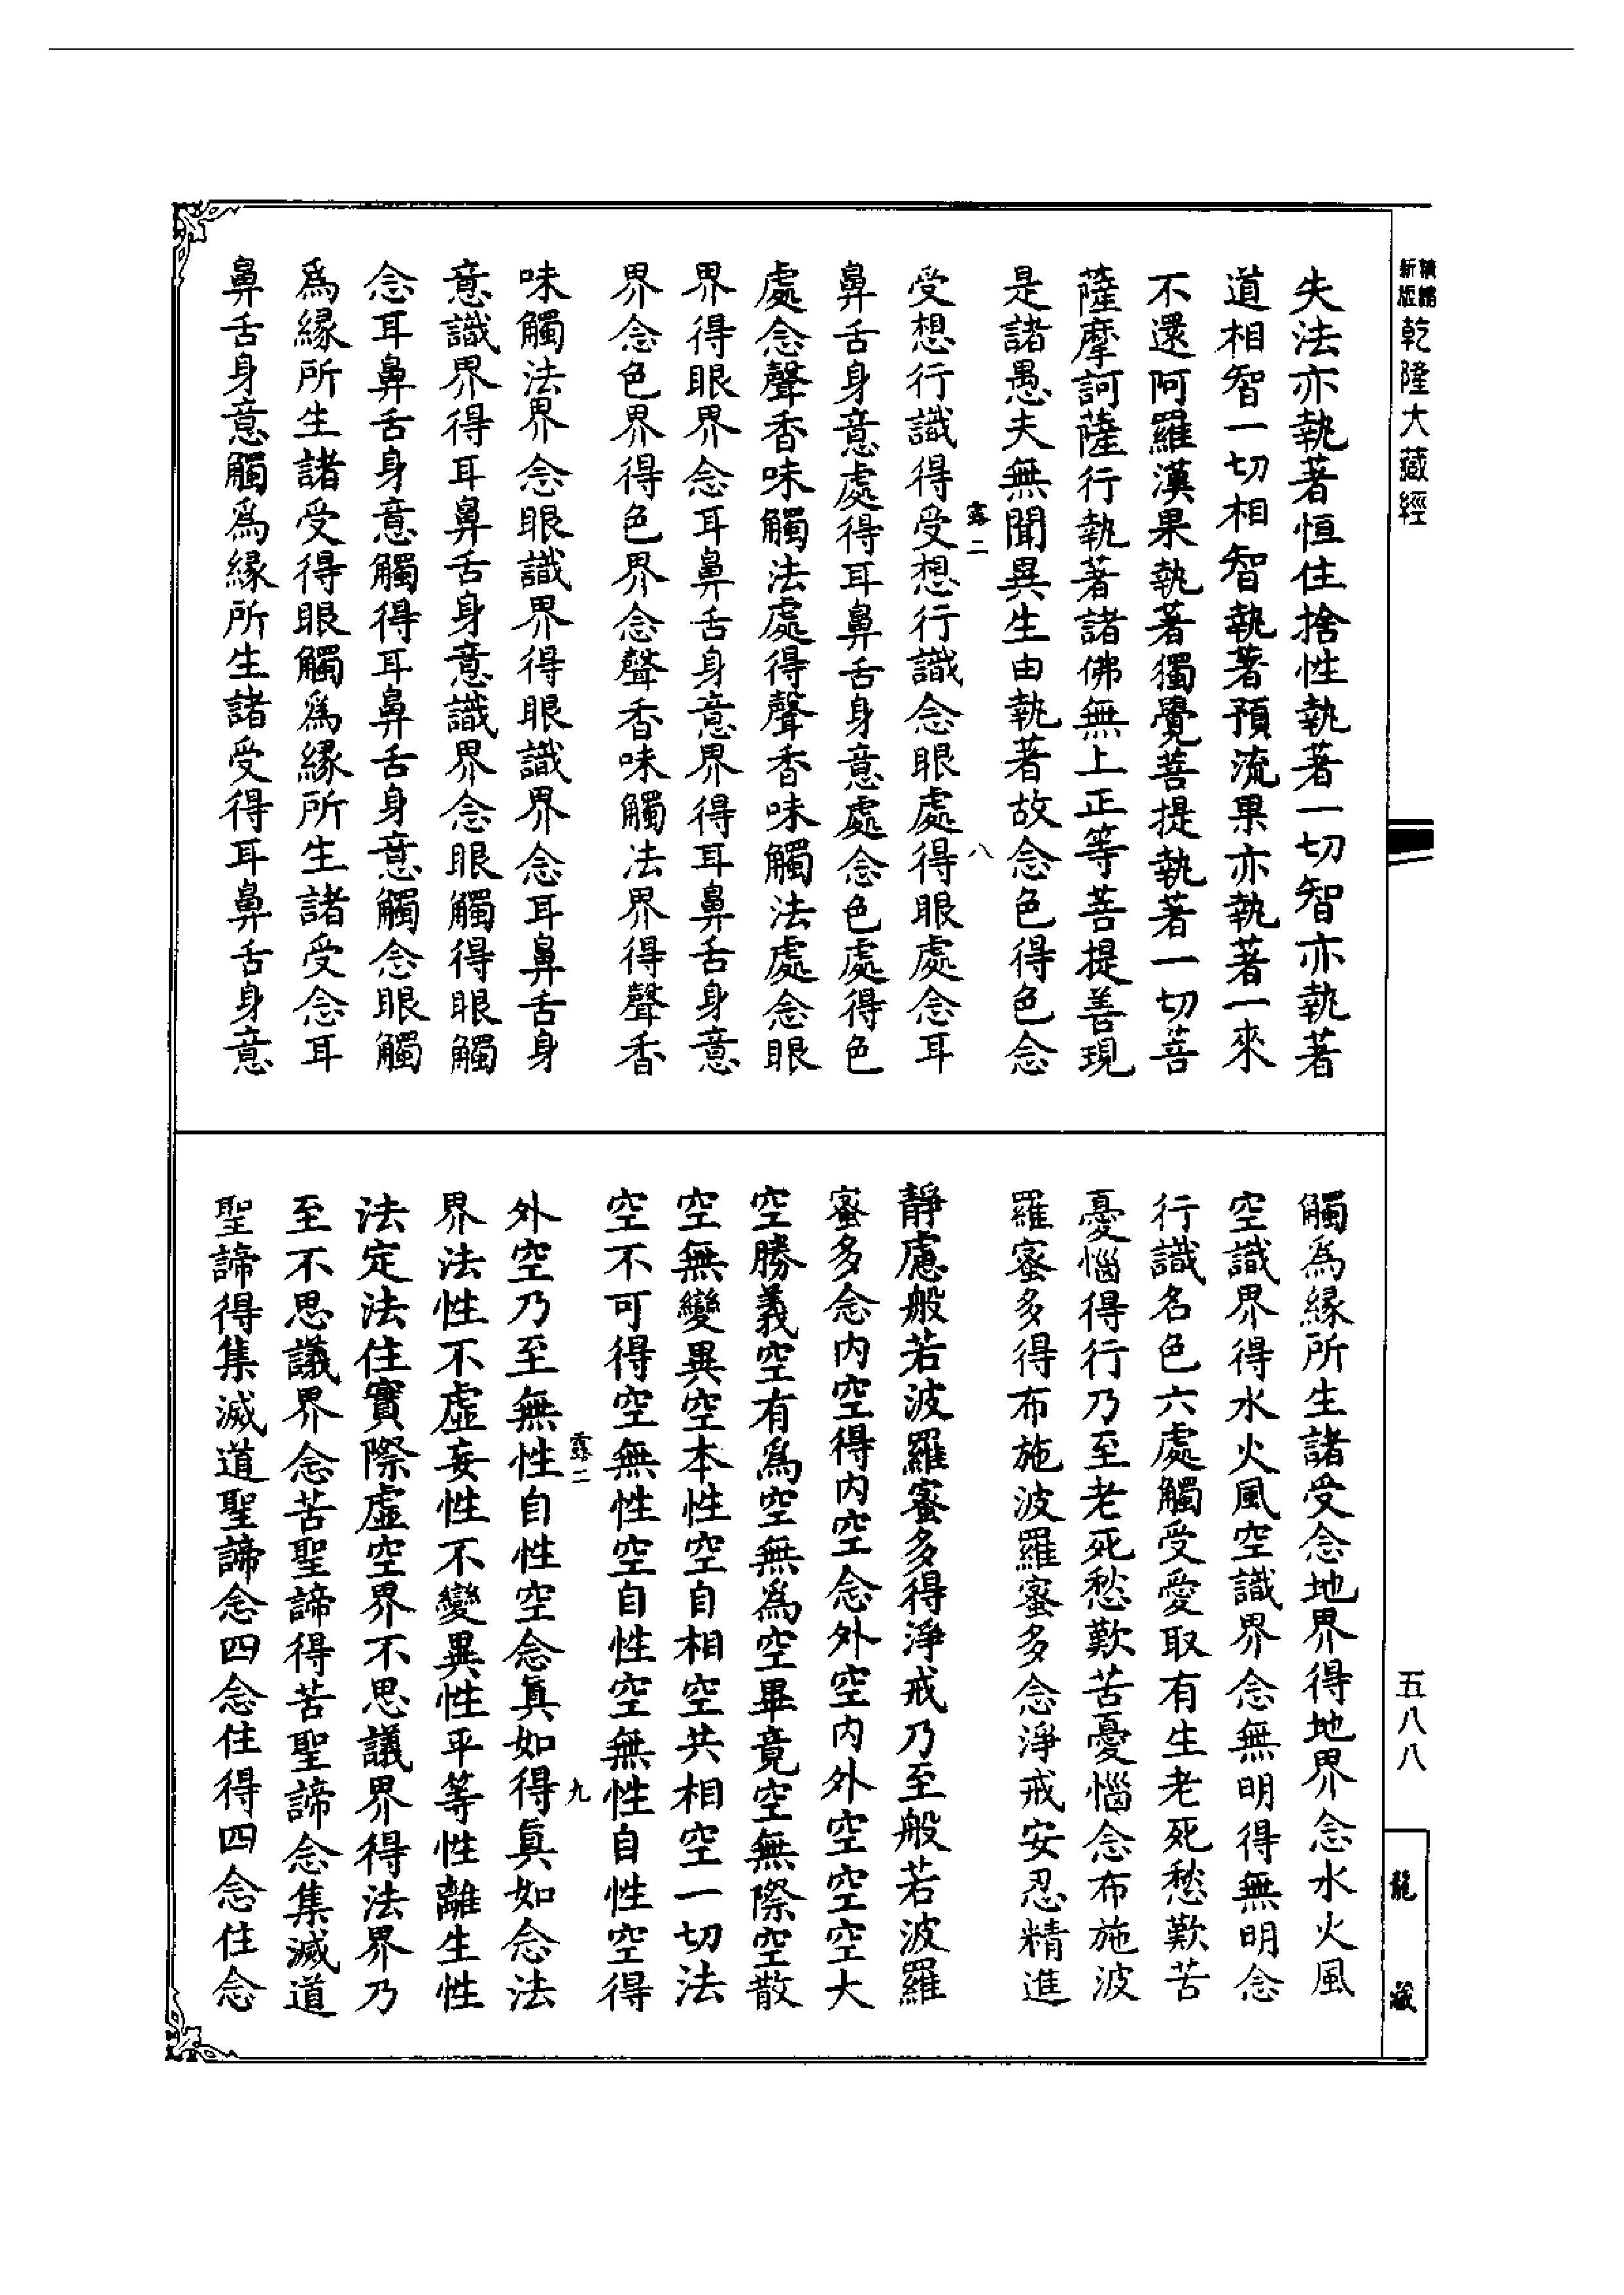 新版精縮乾隆大藏經
失法亦執著恒住捨性執著一切智亦執著
道相智一切相智執著預流果亦執著一來
不還阿羅漢果執著獨覺菩提執著一切菩
薩摩訶薩行執著諸佛無上正等菩提善現
是諸愚夫無聞異生由執著故念色得色念
露二
八
受想行識得受想行識念眼處得眼處念耳
鼻舌身意處得耳鼻舌身意處念色處得色
處念聲香味觸法處得聲香味觸法處念眼
界得眼界念耳鼻舌身意界得耳鼻舌身意
界念色界得色界念聲香味觸法界得聲香
味觸法界念眼識界得眼識界念耳鼻舌身
意識界得耳鼻舌身意識界念眼觸得眼觸
念耳鼻舌身意觸得耳鼻舌身意觸念眼觸
爲緣所生諸受得眼觸爲緣所生諸受念耳
鼻舌身意觸爲緣所生諸受得耳鼻舌身意
觸爲緣所生諸受念地界得地界念水火風
空識界得水火風空識界念無明得無明念
行識名色六處觸受愛取有生老死愁歎苦
憂惱得行乃至老死愁歎苦憂惱念布施波
羅蜜多得布施波羅蜜多念淨戒安忍精進
靜慮般若波羅蜜多得淨戒乃至般若波羅
蜜多念内空得内空念外空内外空空空大
空勝義空有爲空無爲空畢竟空無際空散
空無變異空本性空自相空共相空一切法
空不可得空無性空自性空無性自性空得
露二
九
外空乃至無性自性空念眞如得眞如念法
界法性不虛妄性不變異性平等性離生性
法定法住實際虛空界不思議界得法界乃
至不思議界念苦聖諦得苦聖諦念集滅道
聖諦得集滅道聖諦念四念住得四念住念
五八八
龍藏